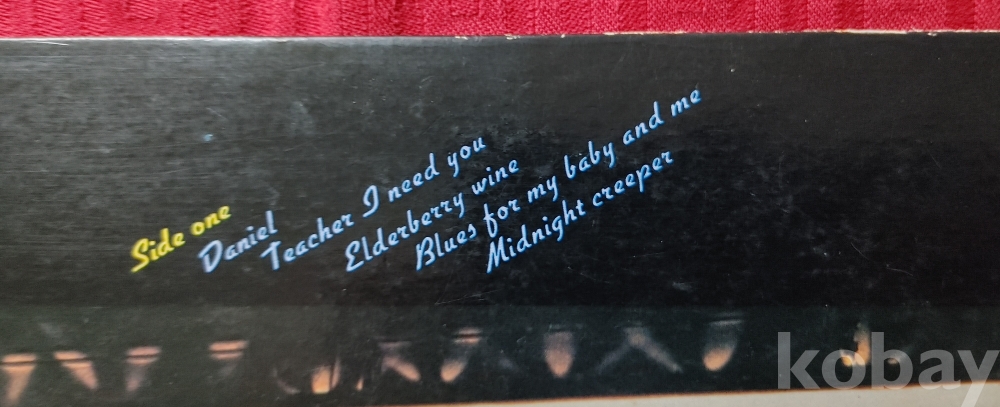 Side one
Daniel
Teacher I need you
Elderberry wine
Blues for my baby and me
Midnight creeper
kobay